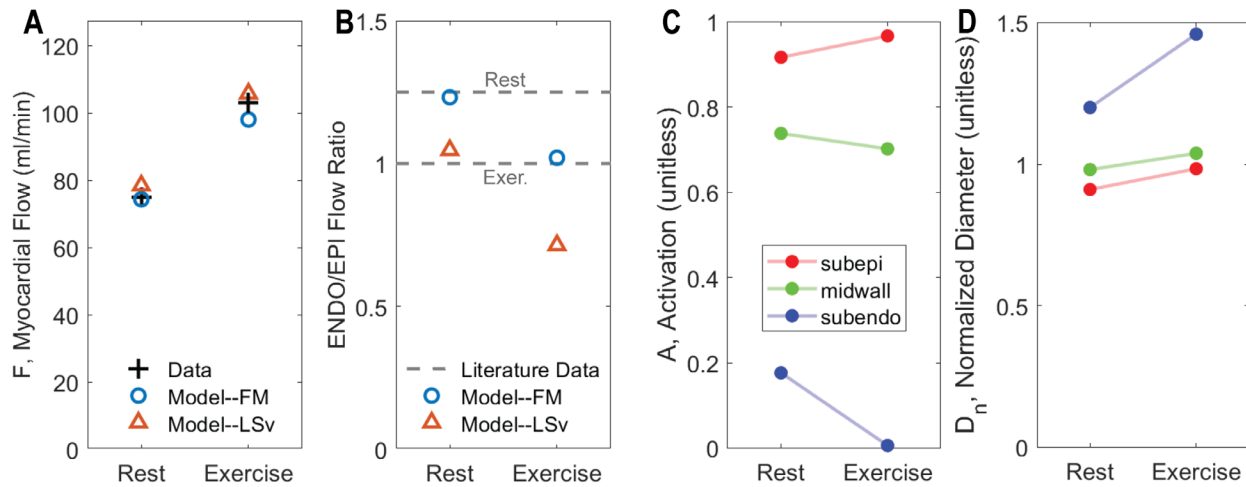 A
F, Myocardial Flow (ml/min)
120
100
80
60
40
20
0
Data
Model--FM
Model--LSv
Rest
Exercise
B
ENDO/EPI Flow Ratio
1.5
1
0.5
0
Rest
Exer.
Literature Data
Model--FM
Model--LSv
Rest
Exercise
C
A, Activation (unitless)
1
0.8
0.6
0.4
0.2
0
subepi
midwall
subendo
Rest
Exercise
D
Dn, Normalized Diameter (unitless)
1.5
1
0.5
0
Rest
Exercise